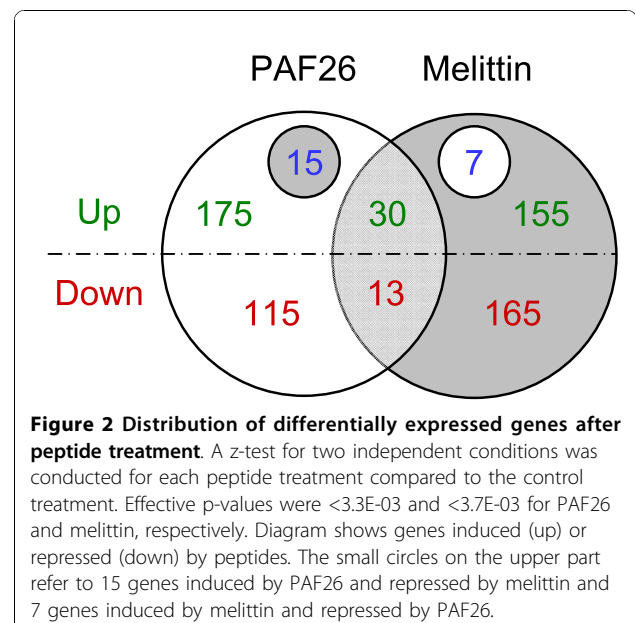 PAF26 Melittin
15 7
Up 175 30 155
Down 115 13 165
Figure 2 Distribution of differentially expressed genes after
peptide treatment. A z-test for two independent conditions was
conducted for each peptide treatment compared to the control
treatment. Effective p-values were <3.3E-03 and <3.7E-03 for PAF26
and melittin, respectively. Diagram shows genes induced (up) or
repressed (down) by peptides. The small circles on the upper part
refer to 15 genes induced by PAF26 and repressed by melittin and
7 genes induced by melittin and repressed by PAF26.